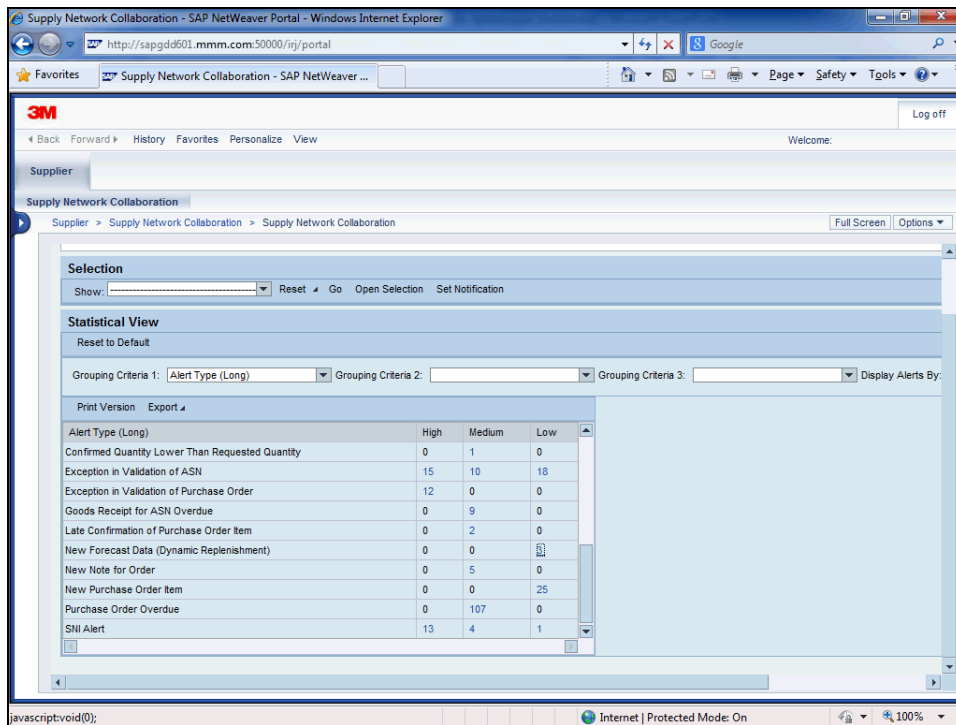 Supply Network Collaboration - SAP NetWeaver Portal - Windows Internet Explorer
http://sapgdd601.mmm.com:50000/irj/portal
Google
Favorites
Supply Network Collaboration - SAP NetWeaver ...
Page Safety Tools
3M
Log off
Back Forward History Favorites Personalize View
Welcome:
Supplier
Supply Network Collaboration
Supplier > Supply Network Collaboration > Supply Network Collaboration
Full Screen Options
Selection
Show: Reset Go Open Selection Set Notification
Statistical View
Reset to Default
Grouping Criteria 1: Alert Type (Long) Grouping Criteria 2: Grouping Criteria 3: Display Alerts By:
Print Version Export
Alert Type (Long) High Medium Low
Confirmed Quantity Lower Than Requested Quantity 0 1 0
Exception in Validation of ASN 15 10 18
Exception in Validation of Purchase Order 12 0 0
Goods Receipt for ASN Overdue 0 9 0
Late Confirmation of Purchase Order Item 0 2 0
New Forecast Data (Dynamic Replenishment) 0 0 3
New Note for Order 0 5 0
New Purchase Order Item 0 0 25
Purchase Order Overdue 0 107 0
SNI Alert 13 4 1
javascript:void(0);
Internet | Protected Mode: On
100%